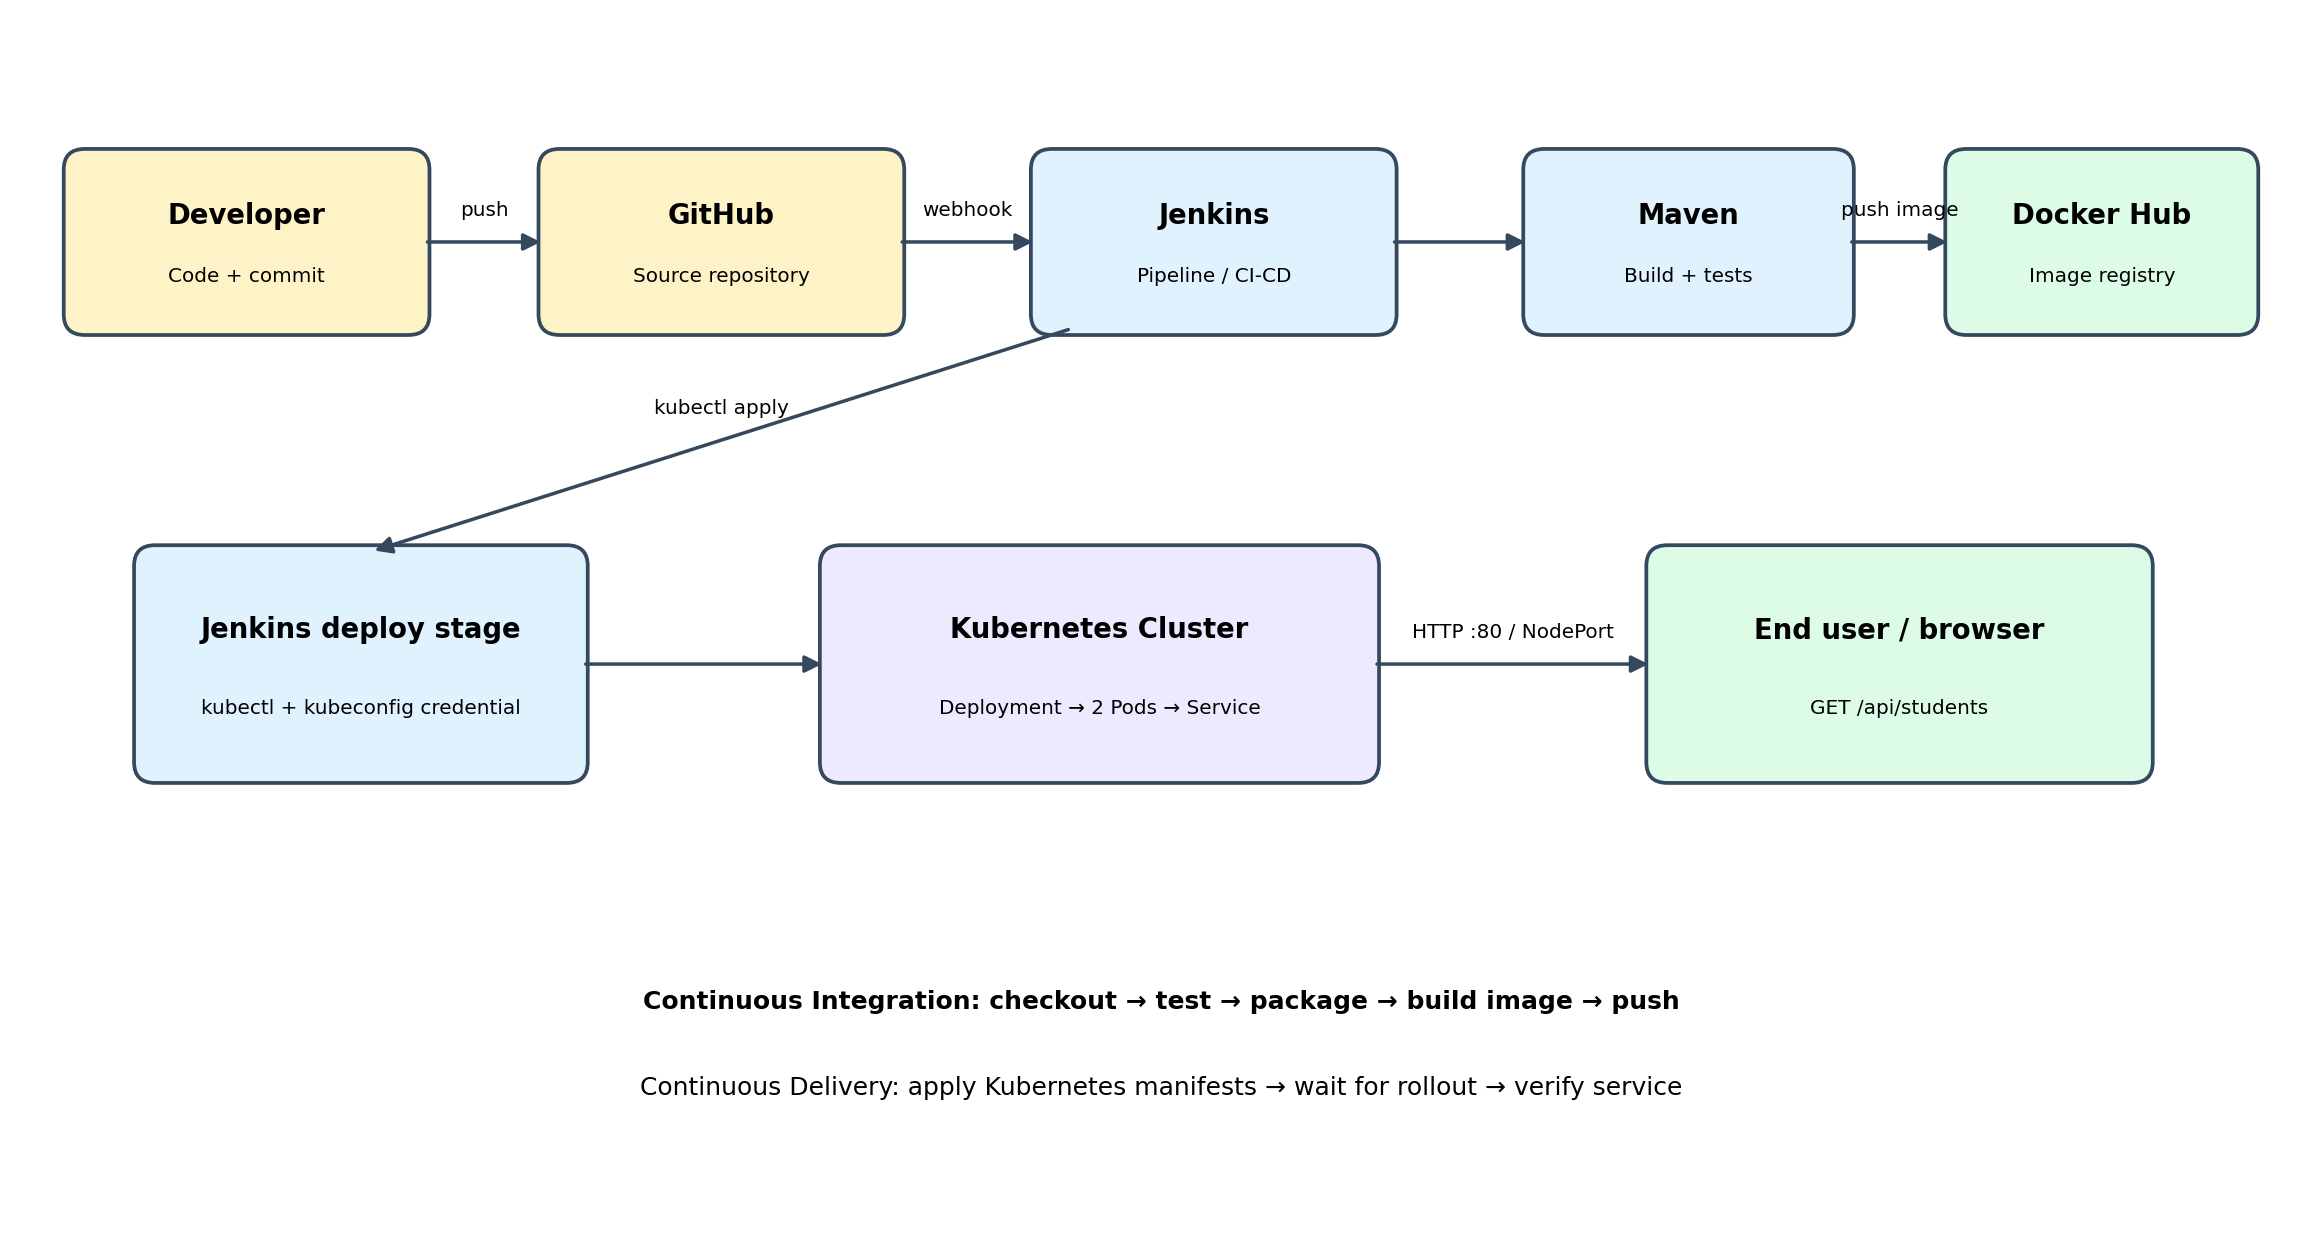 Developer
Code + commit
push
GitHub
Source repository
webhook
Jenkins
Pipeline / CI-CD
Maven
Build + tests
push image
Docker Hub
Image registry
kubectl apply
Jenkins deploy stage
kubectl + kubeconfig credential
Kubernetes Cluster
Deployment → 2 Pods → Service
HTTP :80 / NodePort
End user / browser
GET /api/students
Continuous Integration: checkout → test → package → build image → push
Continuous Delivery: apply Kubernetes manifests → wait for rollout → verify service